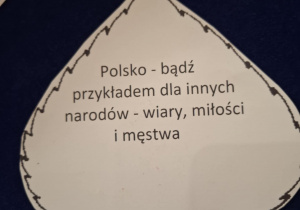 Polsko - bądź
przykładem dla innych
narodów - wiary, miłości
i męstwa